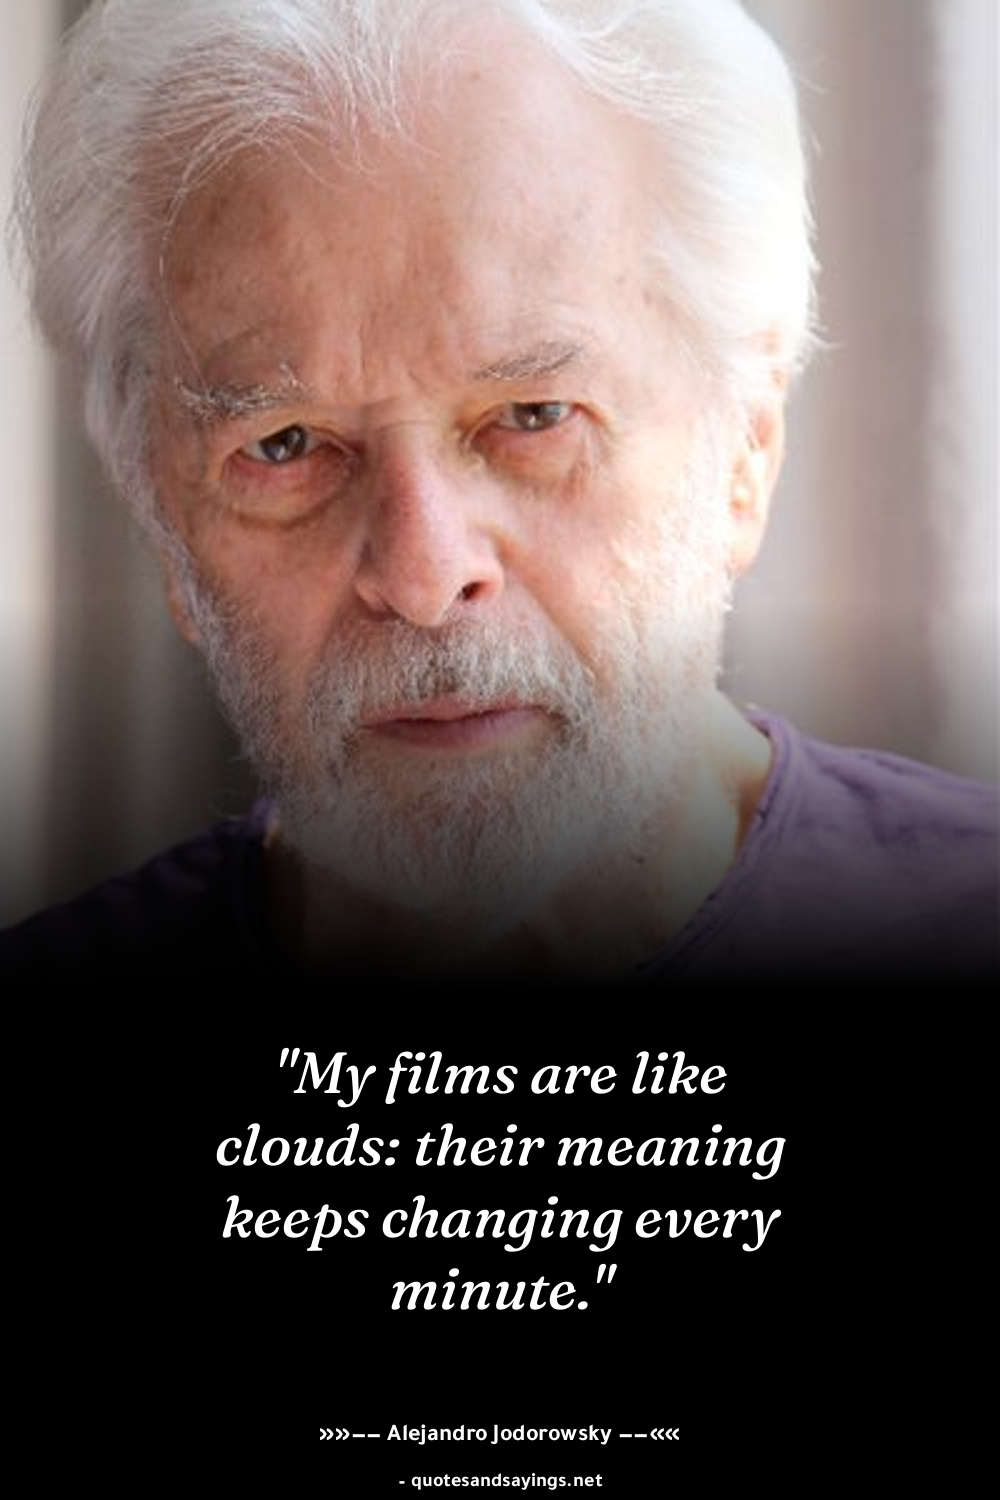 "My films are like
clouds: their meaning
keeps changing every
minute."
»»–– Alejandro Jodorowsky ––««
- quotesandsayings.net